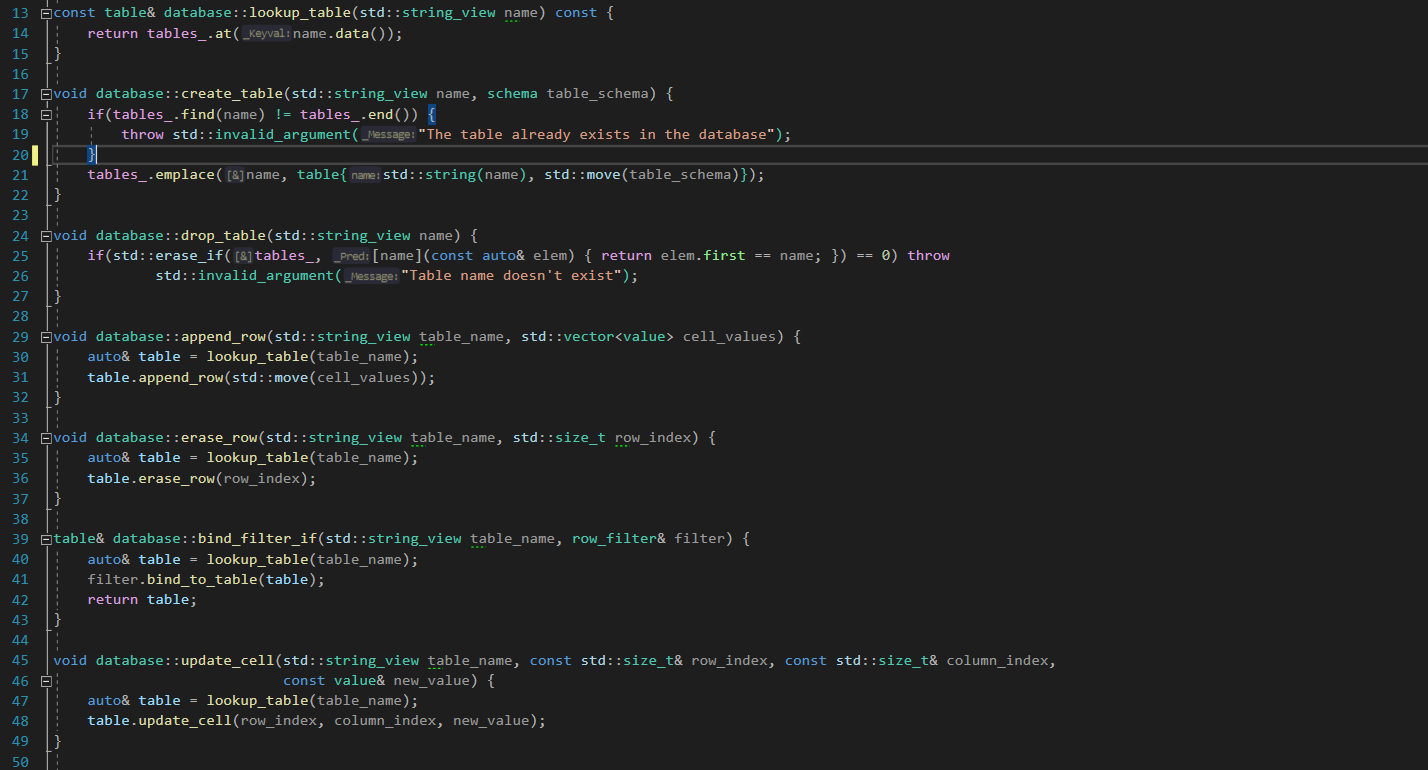 13 const table& database::lookup_table(std::string_view name) const {
14     return tables_.at(_Keyval:name.data());
15 }
16
17 void database::create_table(std::string_view name, schema table_schema) {
18     if(tables_.find(name) != tables_.end()) {
19         throw std::invalid_argument(_Message:"The table already exists in the database");
20     }
21     tables_.emplace([&]name, table{name:std::string(name), std::move(table_schema)});
22 }
23
24 void database::drop_table(std::string_view name) {
25     if(std::erase_if([&]tables_, _Pred:[name](const auto& elem) { return elem.first == name; }) == 0) throw
26             std::invalid_argument(_Message:"Table name doesn't exist");
27 }
28
29 void database::append_row(std::string_view table_name, std::vector<value> cell_values) {
30     auto& table = lookup_table(table_name);
31     table.append_row(std::move(cell_values));
32 }
33
34 void database::erase_row(std::string_view table_name, std::size_t row_index) {
35     auto& table = lookup_table(table_name);
36     table.erase_row(row_index);
37 }
38
39 table& database::bind_filter_if(std::string_view table_name, row_filter& filter) {
40     auto& table = lookup_table(table_name);
41     filter.bind_to_table(table);
42     return table;
43 }
44
45 void database::update_cell(std::string_view table_name, const std::size_t& row_index, const std::size_t& column_index,
46                            const value& new_value) {
47     auto& table = lookup_table(table_name);
48     table.update_cell(row_index, column_index, new_value);
49 }
50